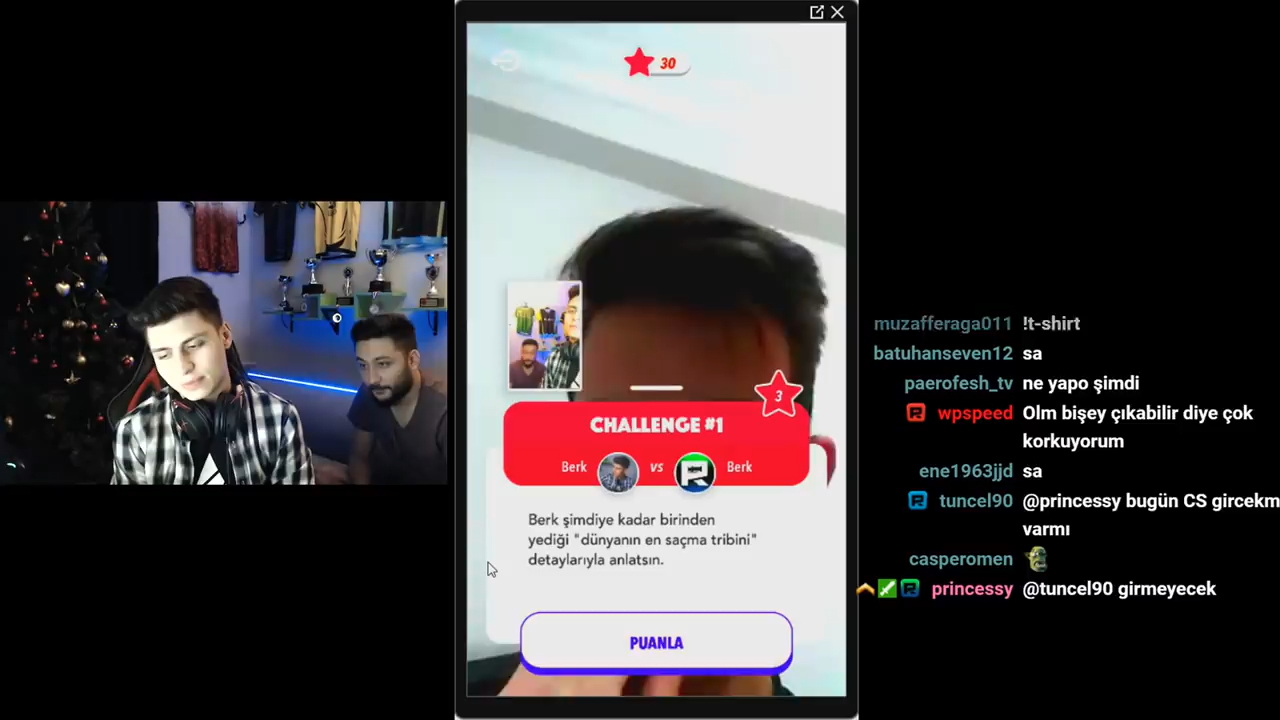 30
3
CHALLENGE #1
Berk vs Berk
Berk şimdiye kadar birinden
yediği "dünyanın en saçma tribini"
detaylarıyla anlatsın.
PUANLA
muzafferaga011 !t-shirt
batuhanseven12 sa
paerofesh_tv ne yapo şimdi
wpspeed Olm bişey çıkabilir diye çok
korkuyorum
ene1963jjd sa
tuncel90 @princessy bugün CS gircekm
varmı
casperomen
princessy @tuncel90 girmeyecek